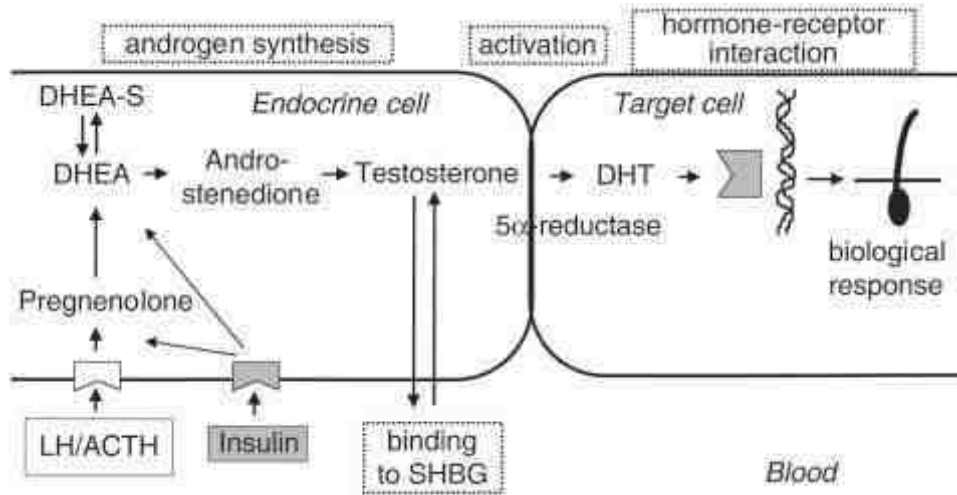 androgen synthesis
activation
hormone-receptor
interaction
DHEA-S
Endocrine cell
Target cell
DHEA
Andro-
stenedione
Testosterone
DHT
5α-reductase
biological
response
Pregnenolone
LH/ACTH
Insulin
binding
to SHBG
Blood